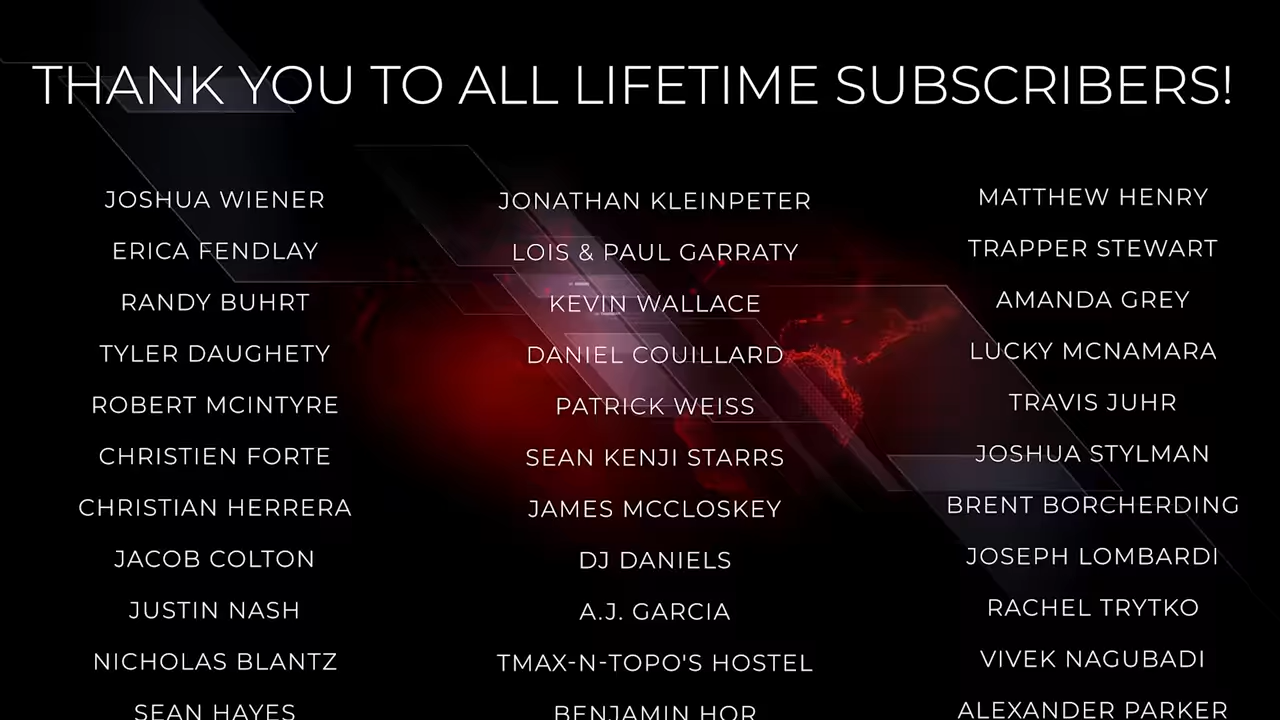 THANK YOU TO ALL LIFETIME SUBSCRIBERS!
JOSHUA WIENER
ERICA FENDLAY
RANDY BUHRT
TYLER DAUGHETY
ROBERT MCINTYRE
CHRISTIEN FORTE
CHRISTIAN HERRERA
JACOB COLTON
JUSTIN NASH
NICHOLAS BLANTZ
SEAN HAYES
JONATHAN KLEINPETER
LOIS & PAUL GARRATY
KEVIN WALLACE
DANIEL COUILLARD
PATRICK WEISS
SEAN KENJI STARRS
JAMES MCCLOSKEY
DJ DANIELS
A.J. GARCIA
TMAX-N-TOPO'S HOSTEL
BENJAMIN HOR
MATTHEW HENRY
TRAPPER STEWART
AMANDA GREY
LUCKY MCNAMARA
TRAVIS JUHR
JOSHUA STYLMAN
BRENT BORCHERDING
JOSEPH LOMBARDI
RACHEL TRYTKO
VIVEK NAGUBADI
ALEXANDER PARKER